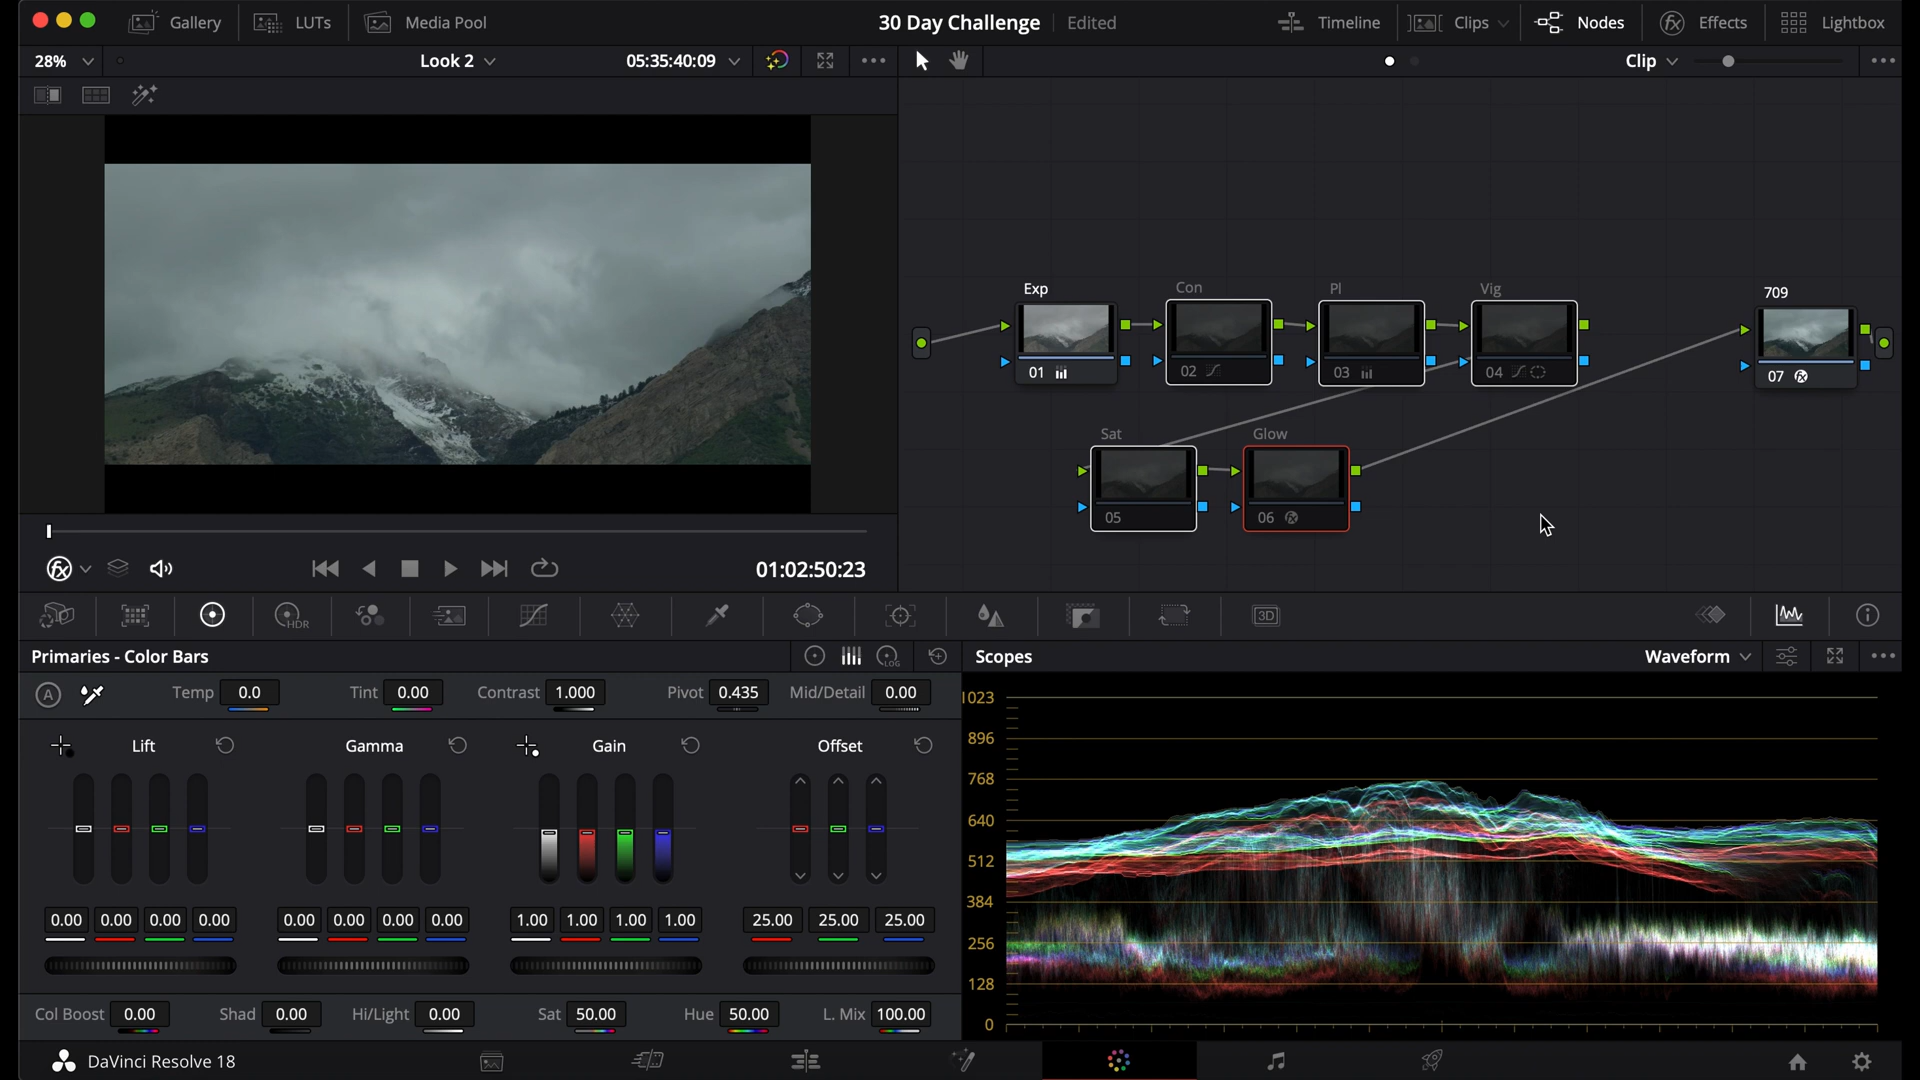 Gallery LUTs Media Pool 30 Day Challenge Edited Timeline Clips Nodes Effects Lightbox
28% Look 2 05:35:40:09 Clip
Exp Con Pl Vig 709
01 02 03 04 07
Sat Glow
05 06
01:02:50:23
HDR 3D
Primaries - Color Bars LOG Scopes Waveform
A Temp 0.0 Tint 0.00 Contrast 1.000 Pivot 0.435 Mid/Detail 0.00
Lift Gamma Gain Offset
0.00 0.00 0.00 0.00 0.00 0.00 0.00 0.00 1.00 1.00 1.00 1.00 25.00 25.00 25.00
Col Boost 0.00 Shad 0.00 Hi/Light 0.00 Sat 50.00 Hue 50.00 L. Mix 100.00
1023
896
768
640
512
384
256
128
0
DaVinci Resolve 18